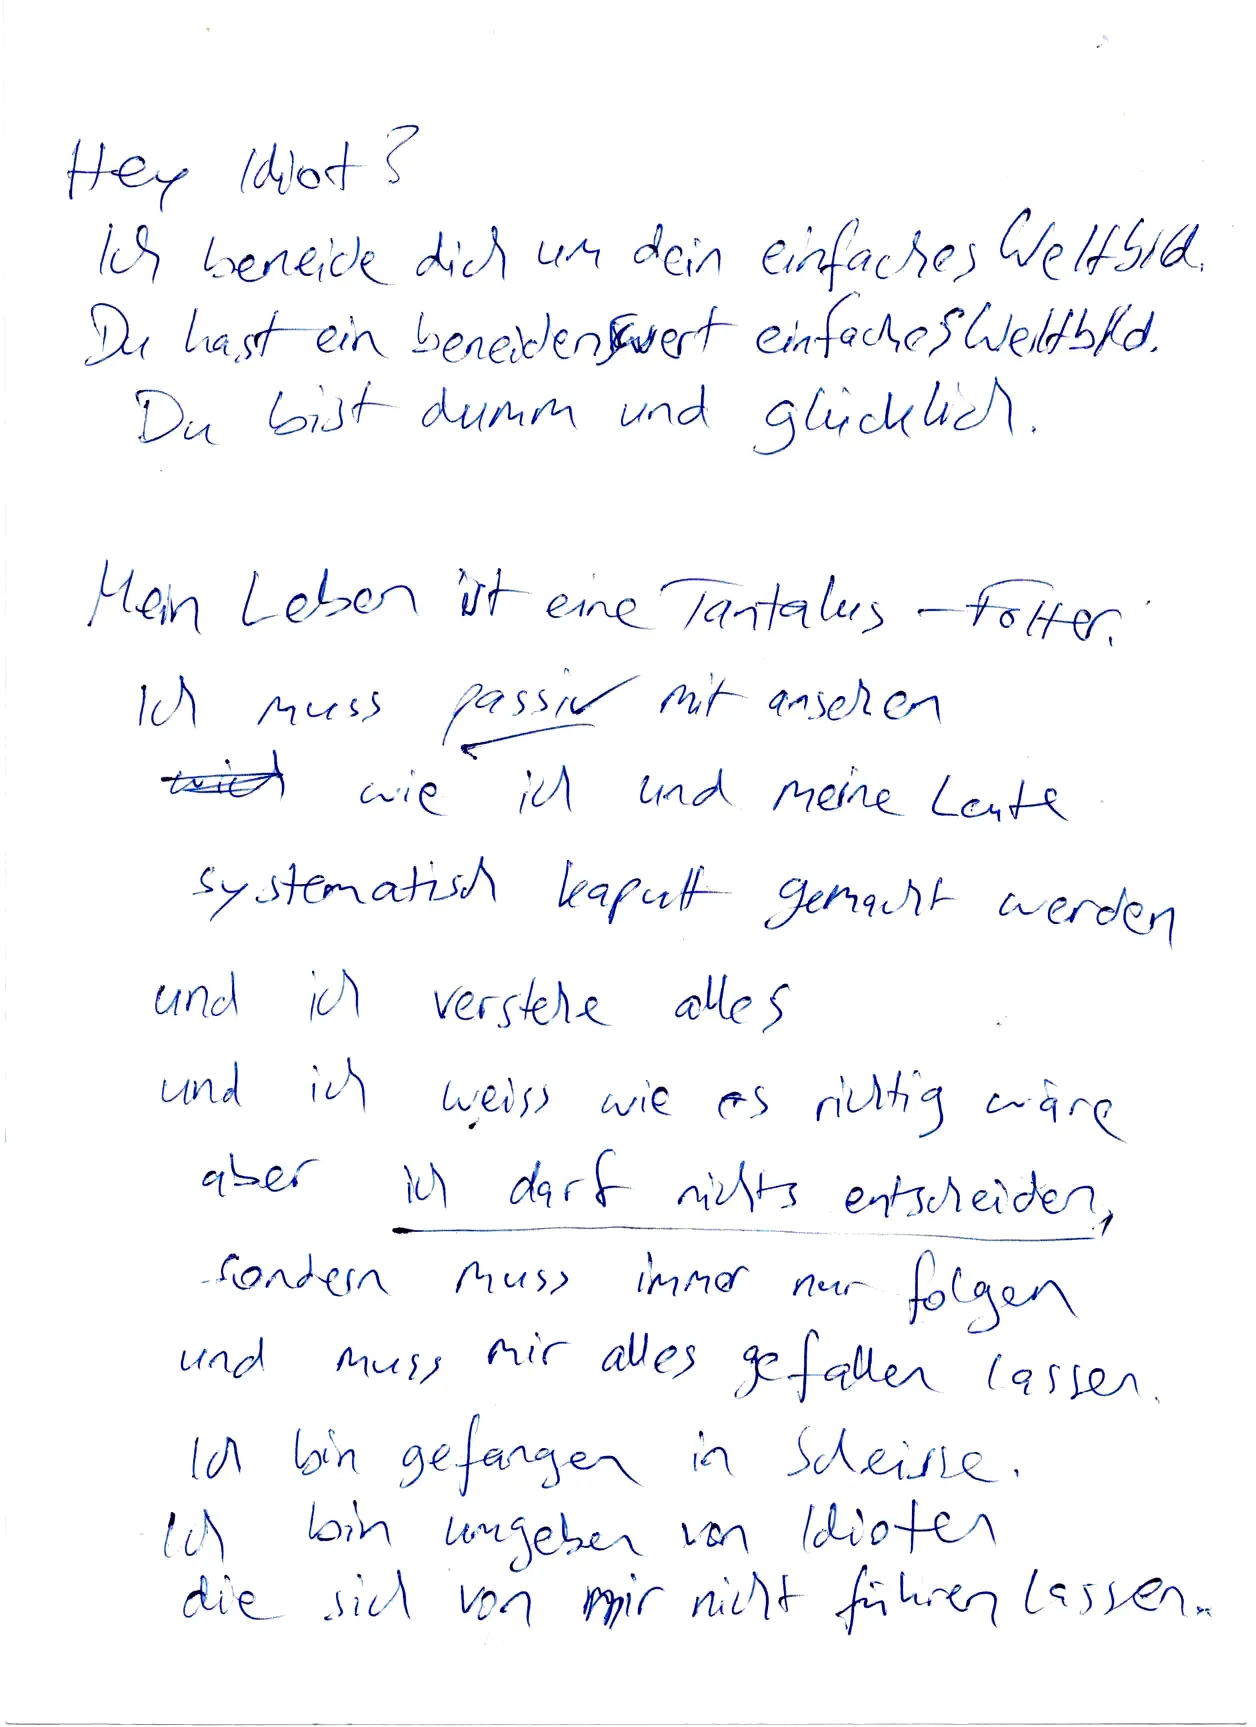 Hey Idiot?
Ich beneide dich um dein einfaches Weltbild.
Du hast ein beneidenswert einfaches Weltbild.
Du bist dumm und glücklich.
Mein Leben ist eine Tantalus-Folter.
Ich muss passiv mit ansehen
wie ich und meine Leute
systematisch kaputt gemacht werden
und ich verstehe alles
und ich weiss wie es richtig wäre
aber ich darf nichts entscheiden,
sondern muss immer nur folgen
und muss mir alles gefallen lassen.
Ich bin gefangen in Scheisse.
Ich bin umgeben von Idioten
die sich von mir nicht führen lassen..